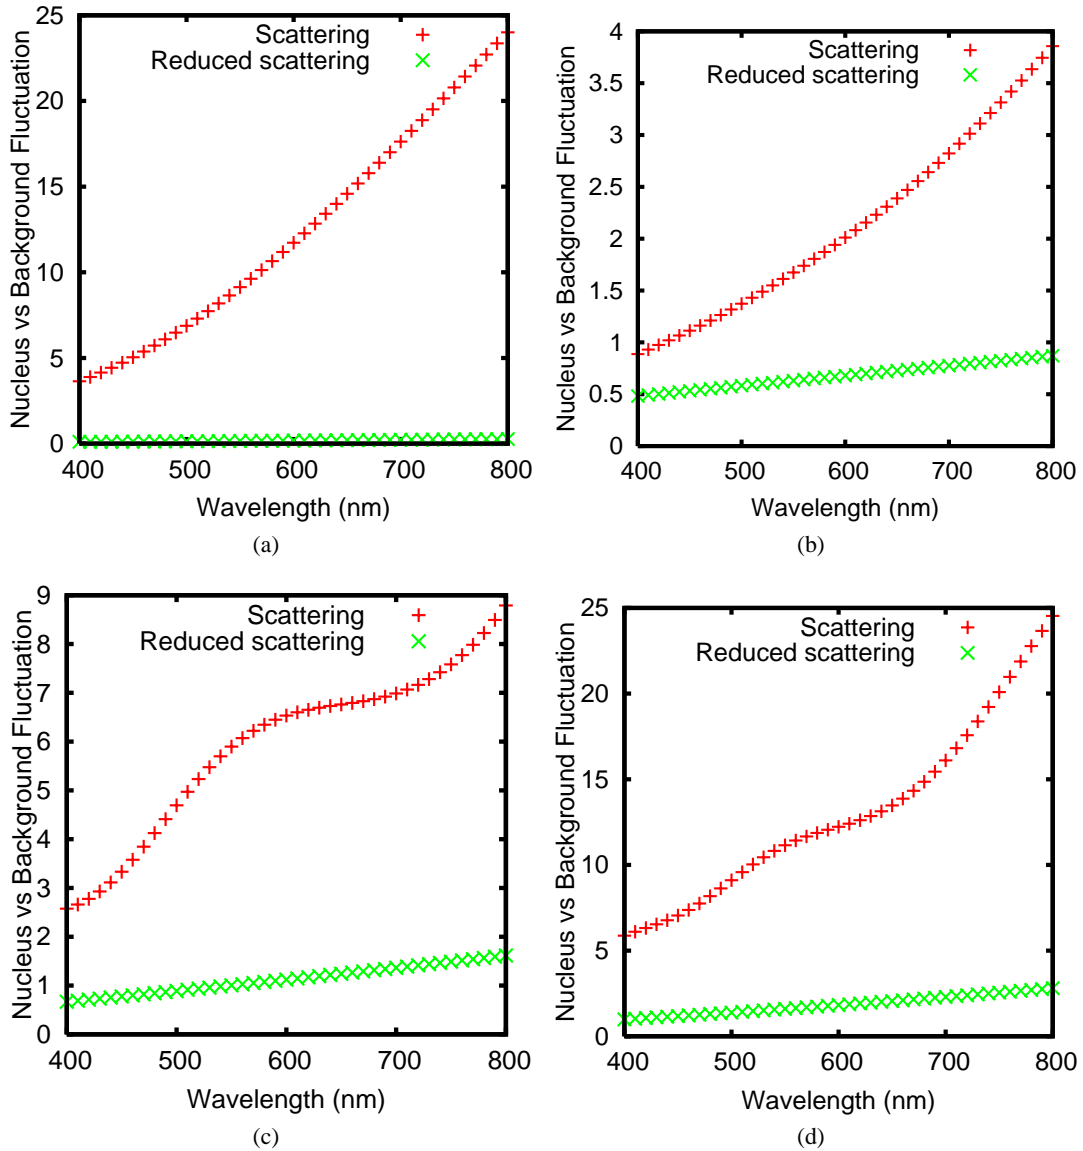 Nucleus vs Background Fluctuation
25
20
15
10
5
0
Scattering
Reduced scattering
400 500 600 700 800
Wavelength (nm)
(a)
Nucleus vs Background Fluctuation
4
3.5
3
2.5
2
1.5
1
0.5
0
Scattering
Reduced scattering
400 500 600 700 800
Wavelength (nm)
(b)
Nucleus vs Background Fluctuation
9
8
7
6
5
4
3
2
1
0
Scattering
Reduced scattering
400 500 600 700 800
Wavelength (nm)
(c)
Nucleus vs Background Fluctuation
25
20
15
10
5
0
Scattering
Reduced scattering
400 500 600 700 800
Wavelength (nm)
(d)